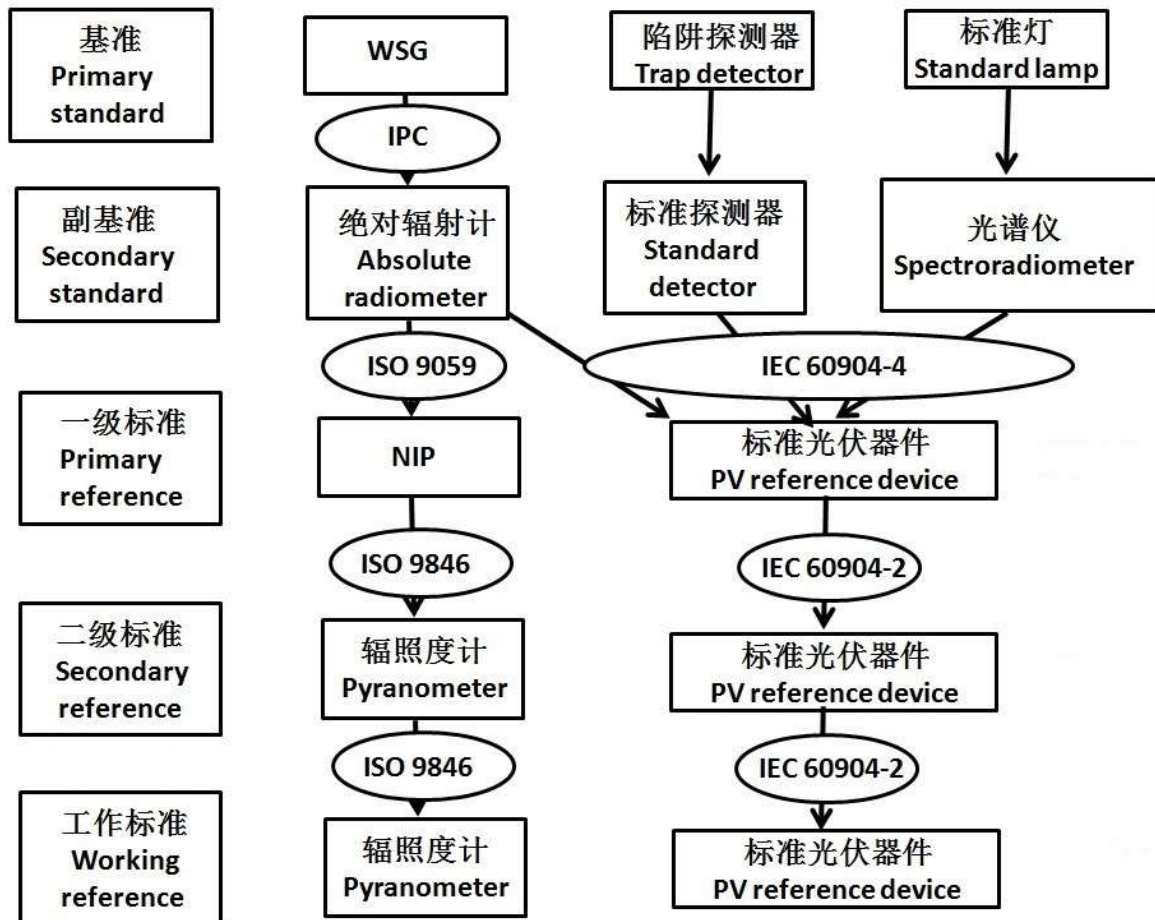 基准
Primary
standard
WSG
陷阱探测器
Trap detector
标准灯
Standard lamp
IPC
副基准
Secondary
standard
绝对辐射计
Absolute
radiometer
标准探测器
Standard
detector
光谱仪
Spectroradiometer
ISO 9059
IEC 60904-4
一级标准
Primary
reference
NIP
标准光伏器件
PV reference device
ISO 9846
IEC 60904-2
二级标准
Secondary
reference
辐照度计
Pyranometer
标准光伏器件
PV reference device
ISO 9846
IEC 60904-2
工作标准
Working
reference
辐照度计
Pyranometer
标准光伏器件
PV reference device